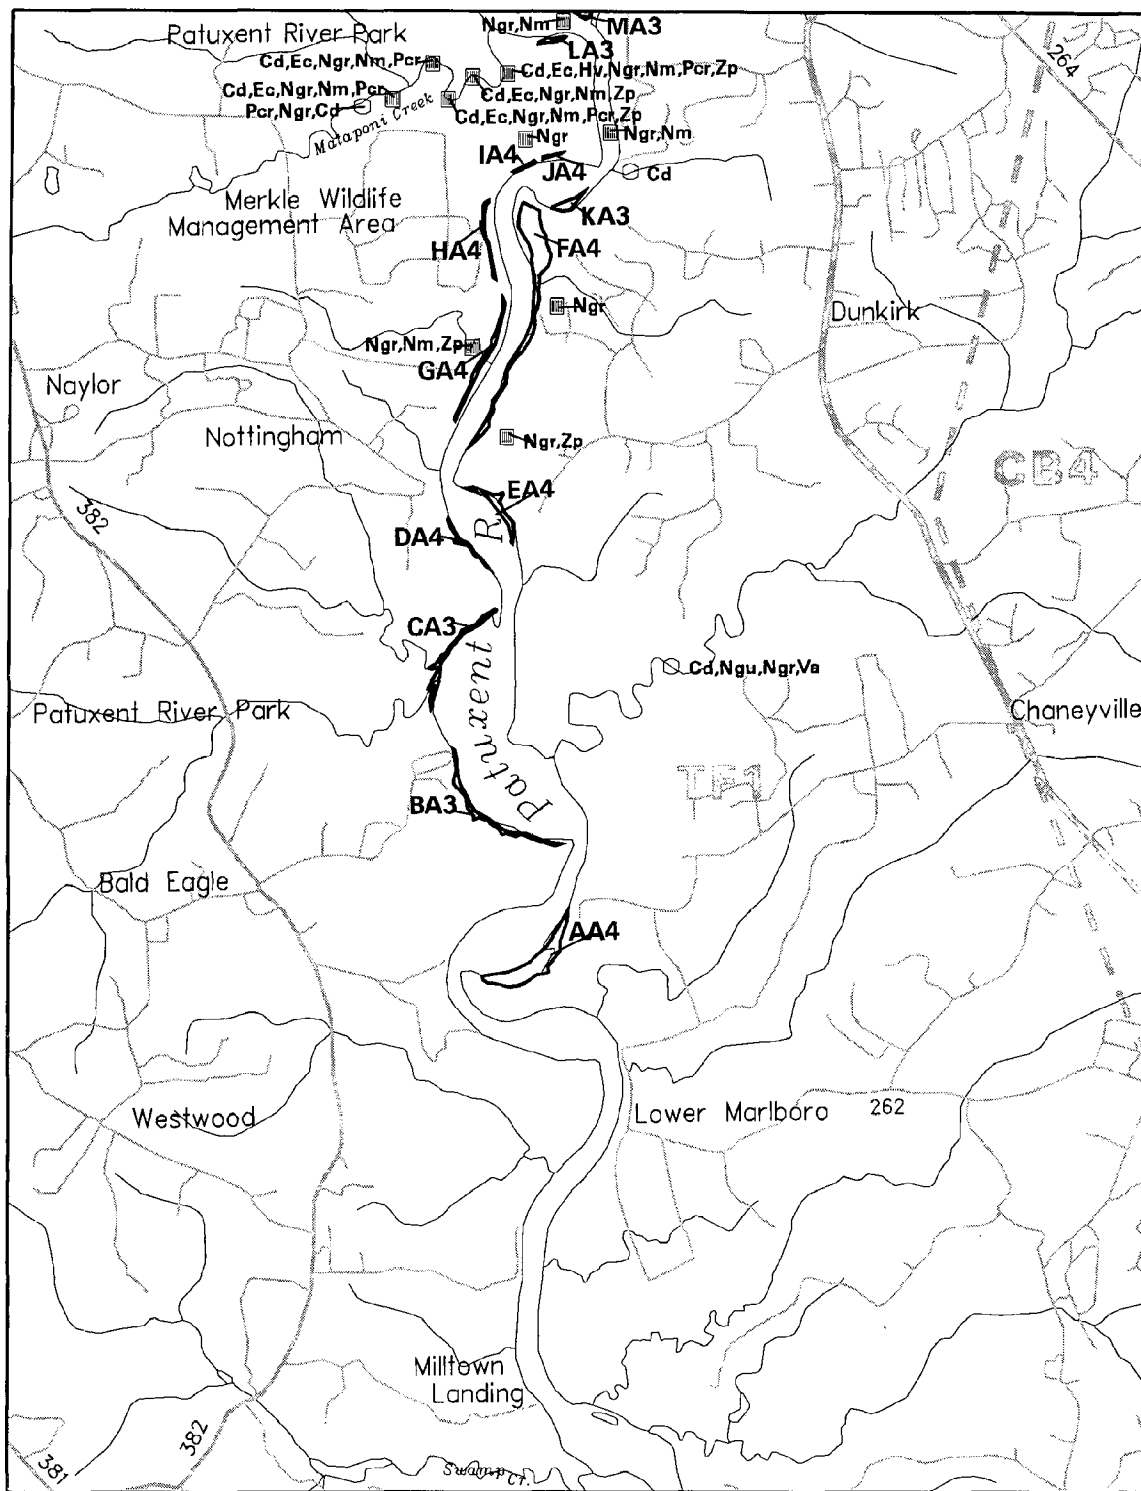 Ngr,Nm
MA3
Patuxent River Park
LA3
Cd,Ec,Ngr,Nm,Pcr
Cd,Ec,Hv,Ngr,Nm,Pcr,Zp
264
Cd,Ec,Ngr,Nm,Pcr
Cd,Ec,Ngr,Nm,Zp
Pcr,Ngr,Cd
Cd,Ec,Ngr,Nm,Pcr,Zp
Mataponi Creek
Ngr
Ngr,Nm
IA4
JA4
Cd
Merkle Wildlife
Management Area
KA3
HA4
FA4
Ngr
Dunkirk
Ngr,Nm,Zp
GA4
Naylor
Nottingham
Ngr,Zp
CB4
EA4
382
DA4
CA3
Patuxent R.
Cd,Ngu,Ngr,Va
Patuxent River Park
Chaneyville
TF1
BA3
Bald Eagle
AA4
Westwood
Lower Marlboro
262
Milltown
Landing
382
381
Swamp Cr.